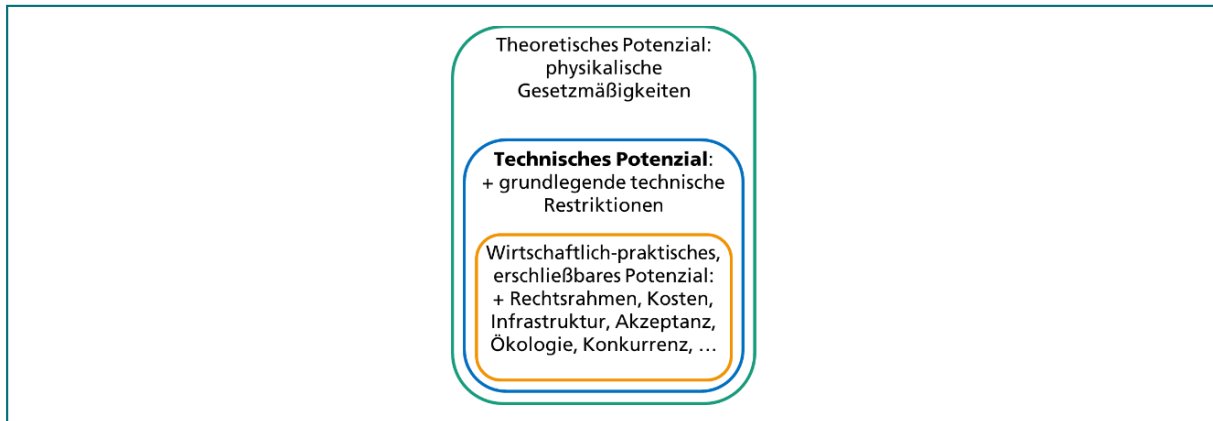 Theoretisches Potenzial:
physikalische
Gesetzmäßigkeiten
Technisches Potenzial:
+ grundlegende technische
Restriktionen
Wirtschaftlich-praktisches,
erschließbares Potenzial:
+ Rechtsrahmen, Kosten,
Infrastruktur, Akzeptanz,
Ökologie, Konkurrenz, …